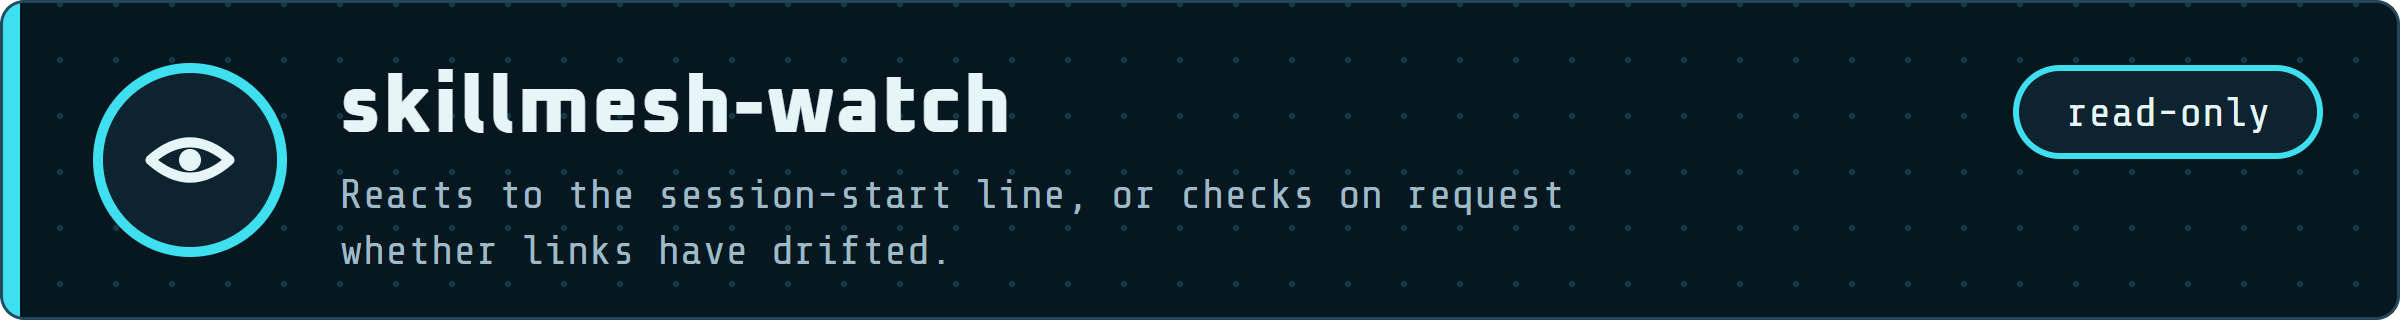 skillmesh-watch
read-only
Reacts to the session-start line, or checks on request
whether links have drifted.